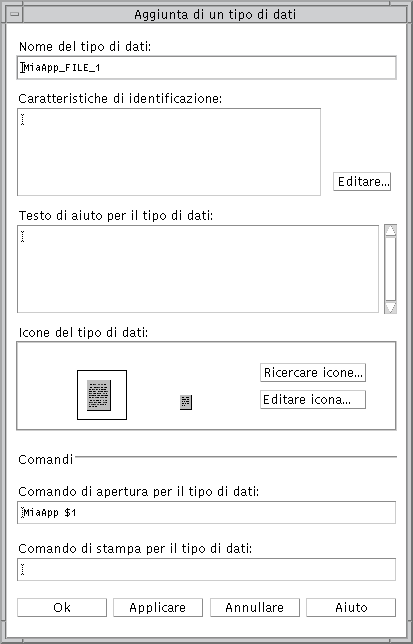 Aggiunta di un tipo di dati
Nome del tipo di dati:
MiaApp_FILE_1
Caratteristiche di identificazione:
Editare...
Testo di aiuto per il tipo di dati:
Icone del tipo di dati:
Ricercare icone...
Editare icona...
Comandi
Comando di apertura per il tipo di dati:
MiaApp $1
Comando di stampa per il tipo di dati:
Ok Applicare Annullare Aiuto